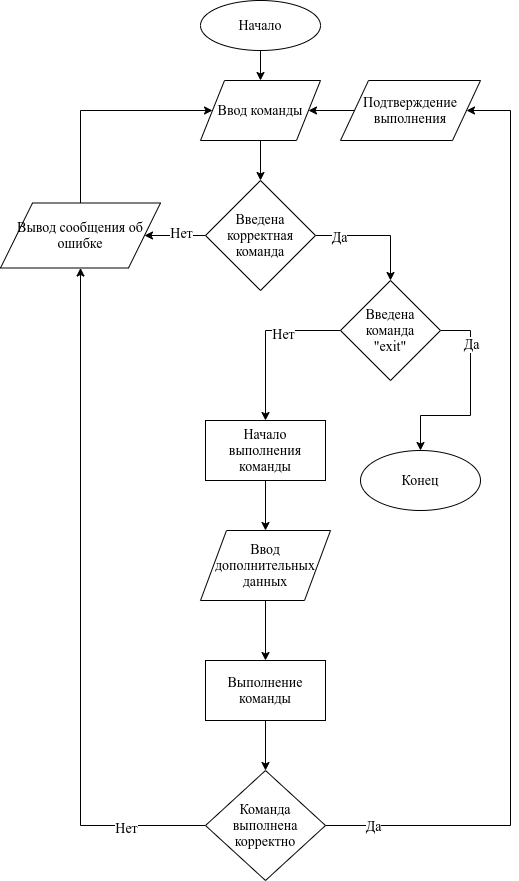 Начало
Ввод команды
Подтверждение
выполнения
Введена
корректная
команда
Нет
Да
Вывод сообщения об
ошибке
Введена
команда
"exit"
Нет
Да
Начало
выполнения
команды
Конец
Ввод
дополнительных
данных
Выполнение
команды
Команда
выполнена
корректно
Нет
Да